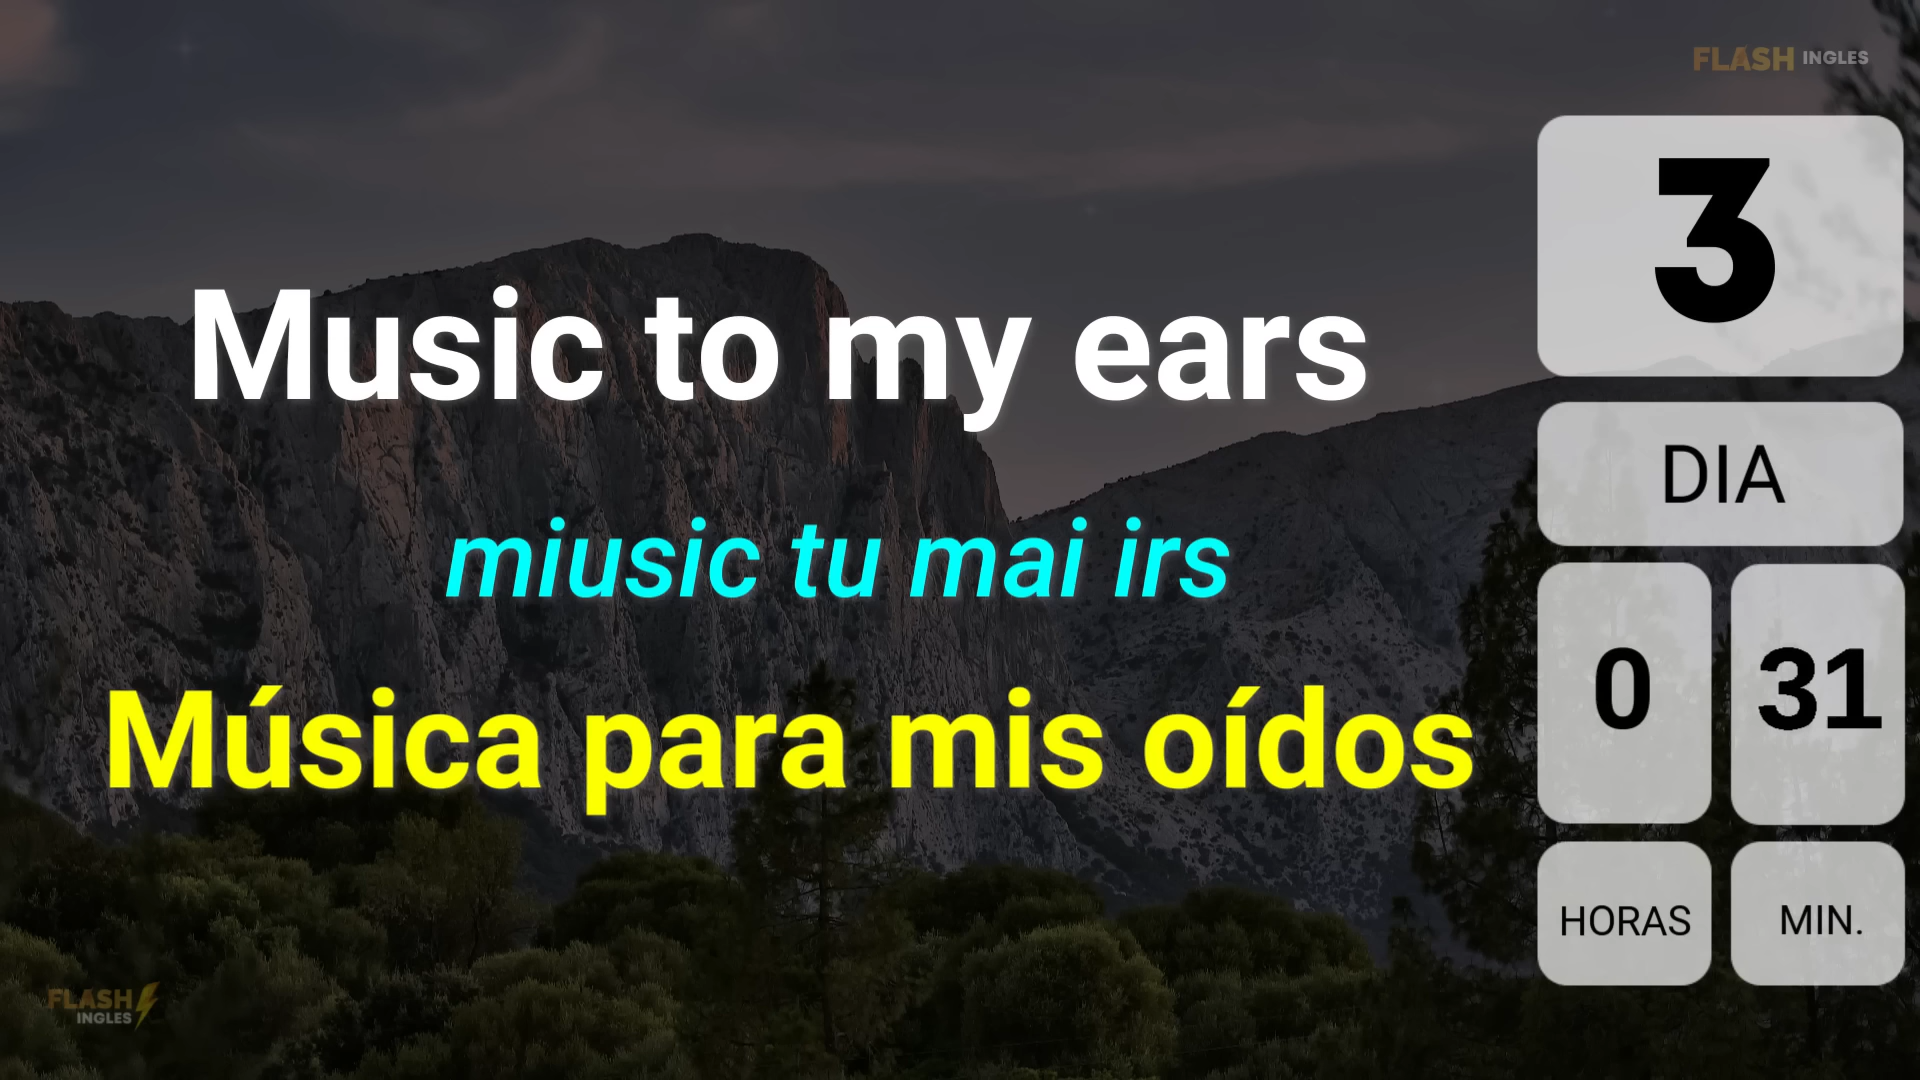 FLASH INGLES
Music to my ears
miusic tu mai irs
Música para mis oídos
3
DIA
0 31
HORAS MIN.
FLASH
INGLES